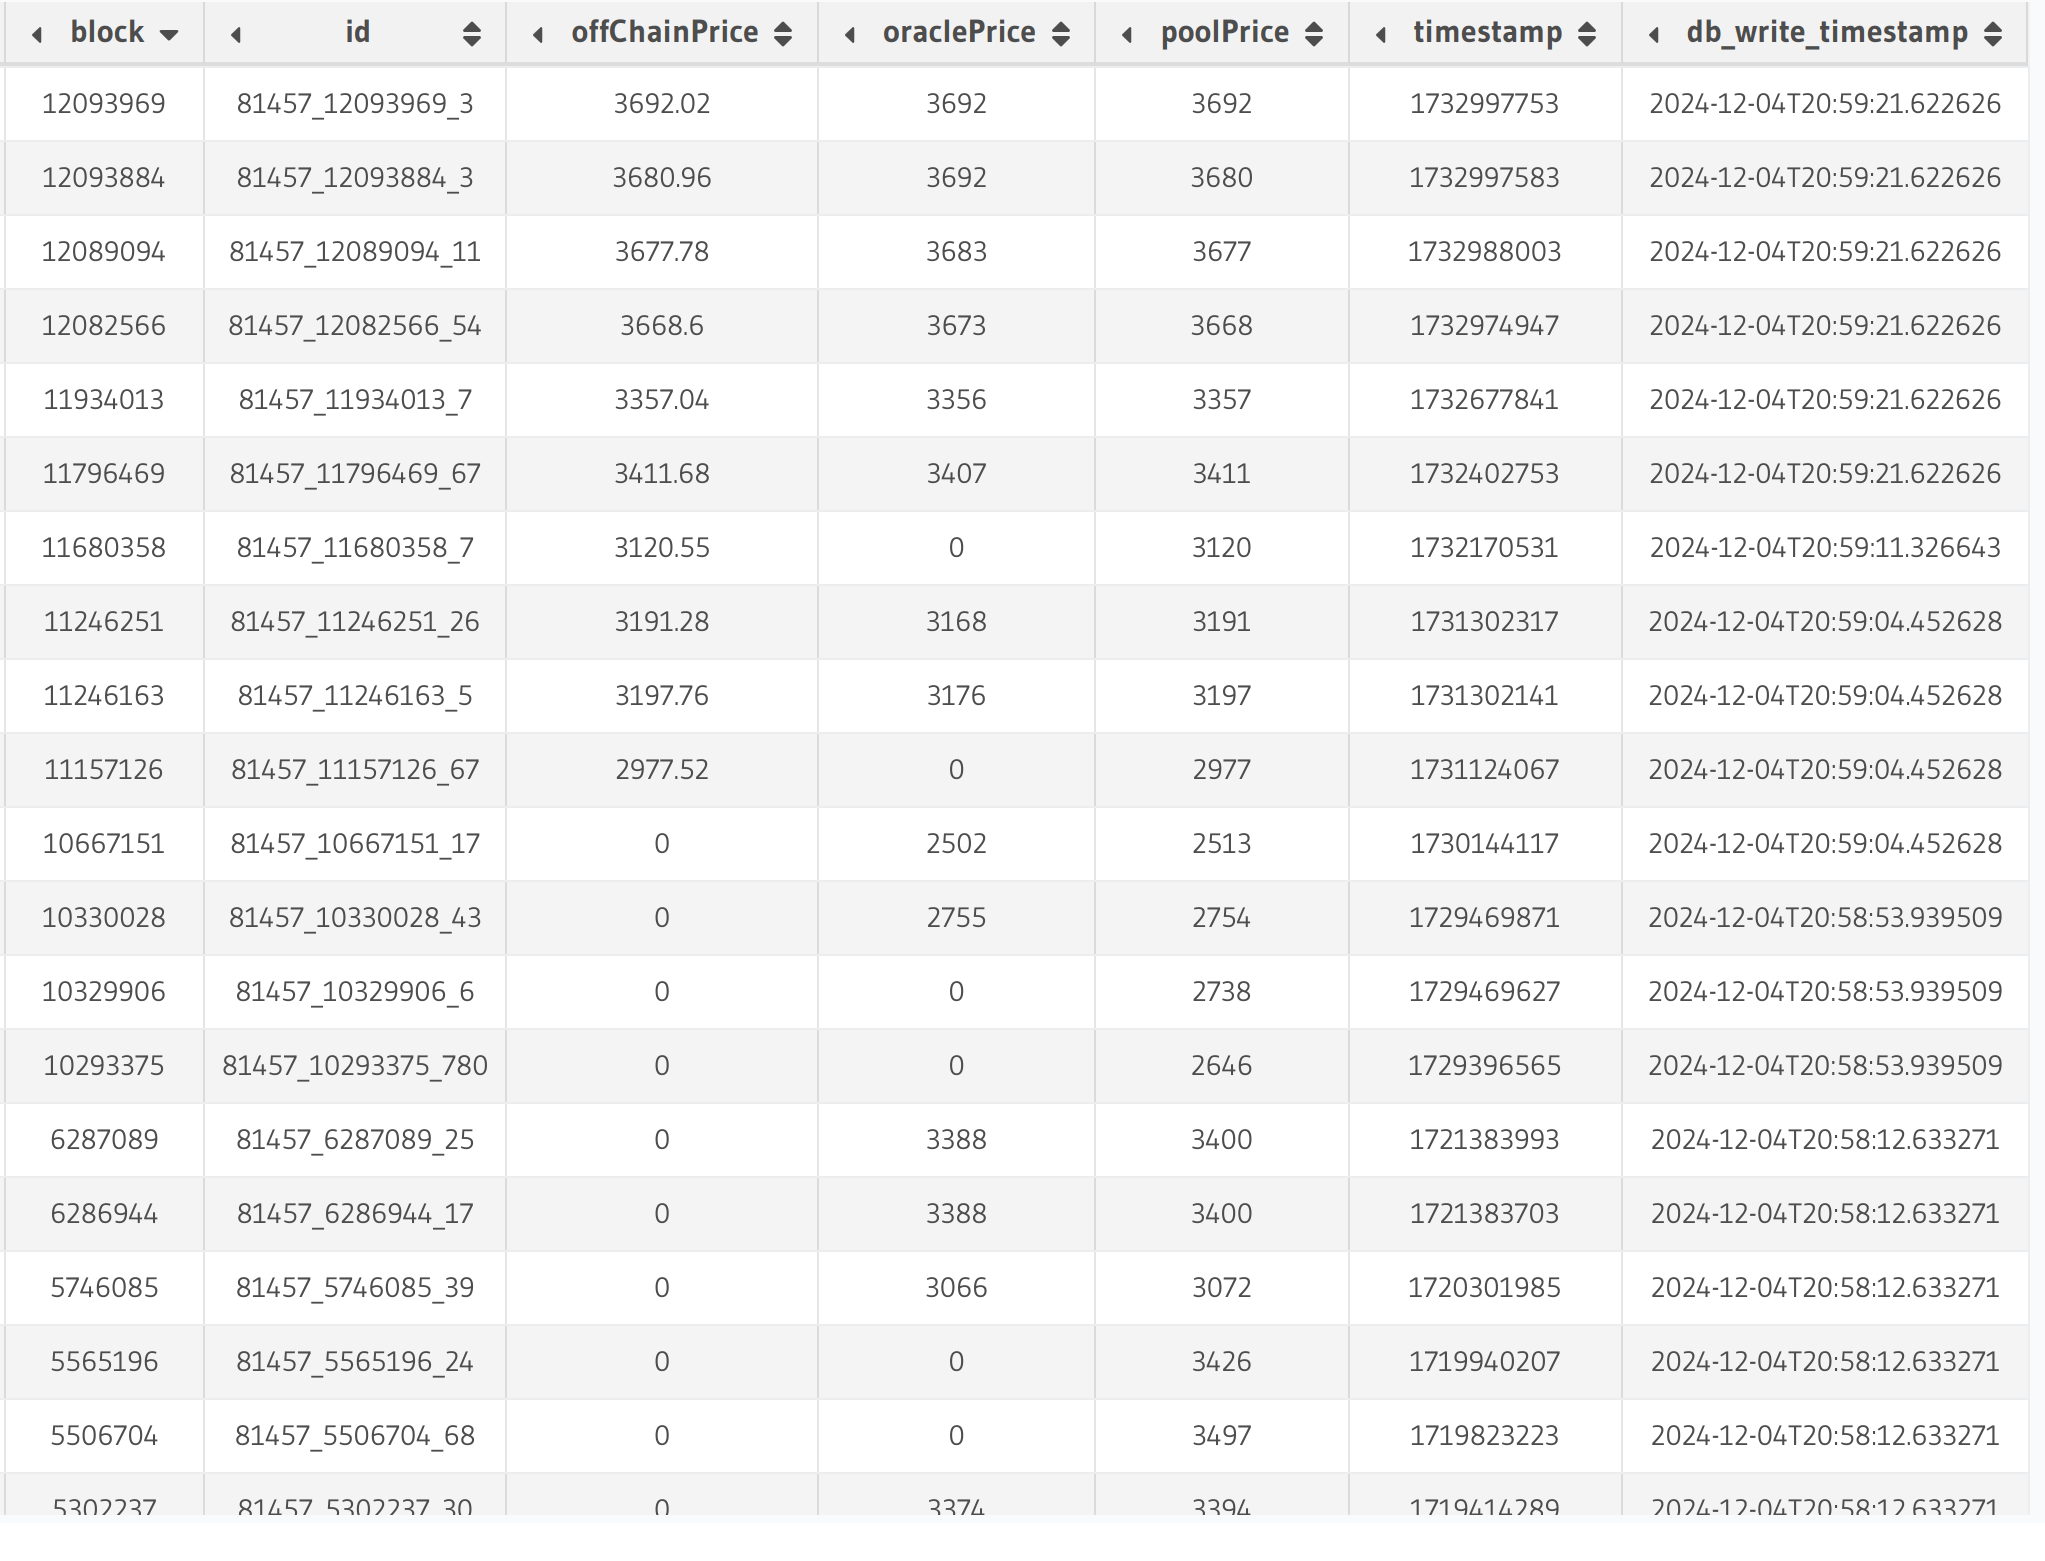 block id offChainPrice oraclePrice poolPrice timestamp db_write_timestamp
12093969 81457_12093969_3 3692.02 3692 3692 1732997753 2024-12-04T20:59:21.622626
12093884 81457_12093884_3 3680.96 3692 3680 1732997583 2024-12-04T20:59:21.622626
12089094 81457_12089094_11 3677.78 3683 3677 1732988003 2024-12-04T20:59:21.622626
12082566 81457_12082566_54 3668.6 3673 3668 1732974947 2024-12-04T20:59:21.622626
11934013 81457_11934013_7 3357.04 3356 3357 1732677841 2024-12-04T20:59:21.622626
11796469 81457_11796469_67 3411.68 3407 3411 1732402753 2024-12-04T20:59:21.622626
11680358 81457_11680358_7 3120.55 0 3120 1732170531 2024-12-04T20:59:11.326643
11246251 81457_11246251_26 3191.28 3168 3191 1731302317 2024-12-04T20:59:04.452628
11246163 81457_11246163_5 3197.76 3176 3197 1731302141 2024-12-04T20:59:04.452628
11157126 81457_11157126_67 2977.52 0 2977 1731124067 2024-12-04T20:59:04.452628
10667151 81457_10667151_17 0 2502 2513 1730144117 2024-12-04T20:59:04.452628
10330028 81457_10330028_43 0 2755 2754 1729469871 2024-12-04T20:58:53.939509
10329906 81457_10329906_6 0 0 2738 1729469627 2024-12-04T20:58:53.939509
10293375 81457_10293375_780 0 0 2646 1729396565 2024-12-04T20:58:53.939509
6287089 81457_6287089_25 0 3388 3400 1721383993 2024-12-04T20:58:12.633271
6286944 81457_6286944_17 0 3388 3400 1721383703 2024-12-04T20:58:12.633271
5746085 81457_5746085_39 0 3066 3072 1720301985 2024-12-04T20:58:12.633271
5565196 81457_5565196_24 0 0 3426 1719940207 2024-12-04T20:58:12.633271
5506704 81457_5506704_68 0 0 3497 1719823223 2024-12-04T20:58:12.633271
5302237 81457_5302237_30 0 3374 3394 1719414289 2024-12-04T20:58:12.633271